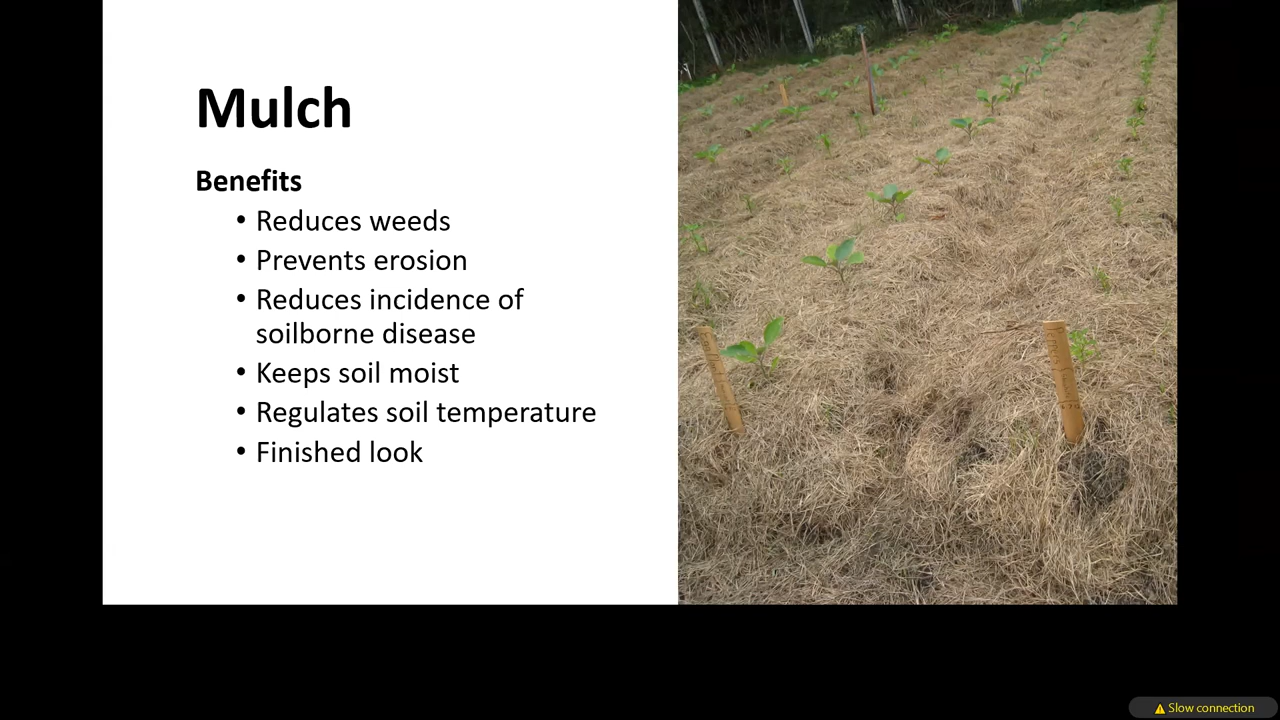 Mulch
Benefits
• Reduces weeds
• Prevents erosion
• Reduces incidence of
soilborne disease
• Keeps soil moist
• Regulates soil temperature
• Finished look
Slow connection